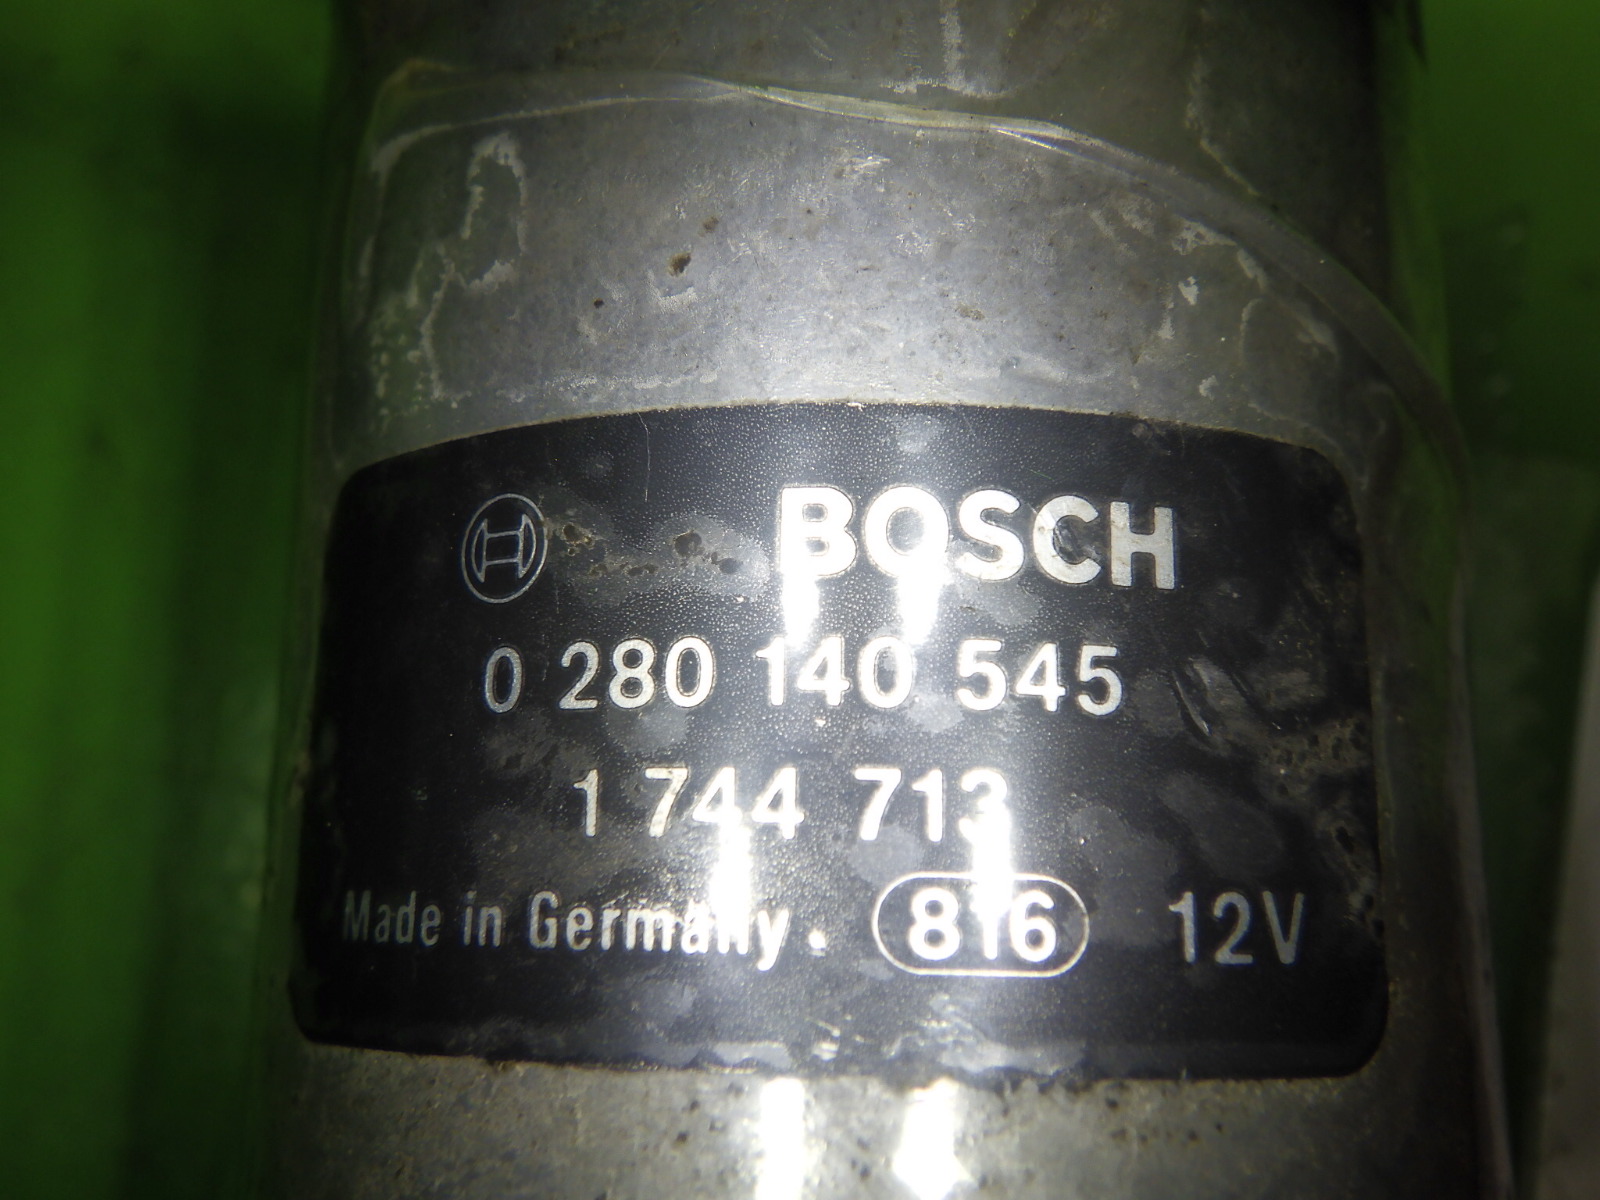 BOSCH
0 280 140 545
1 744 713
Made in Germany. 816 12V